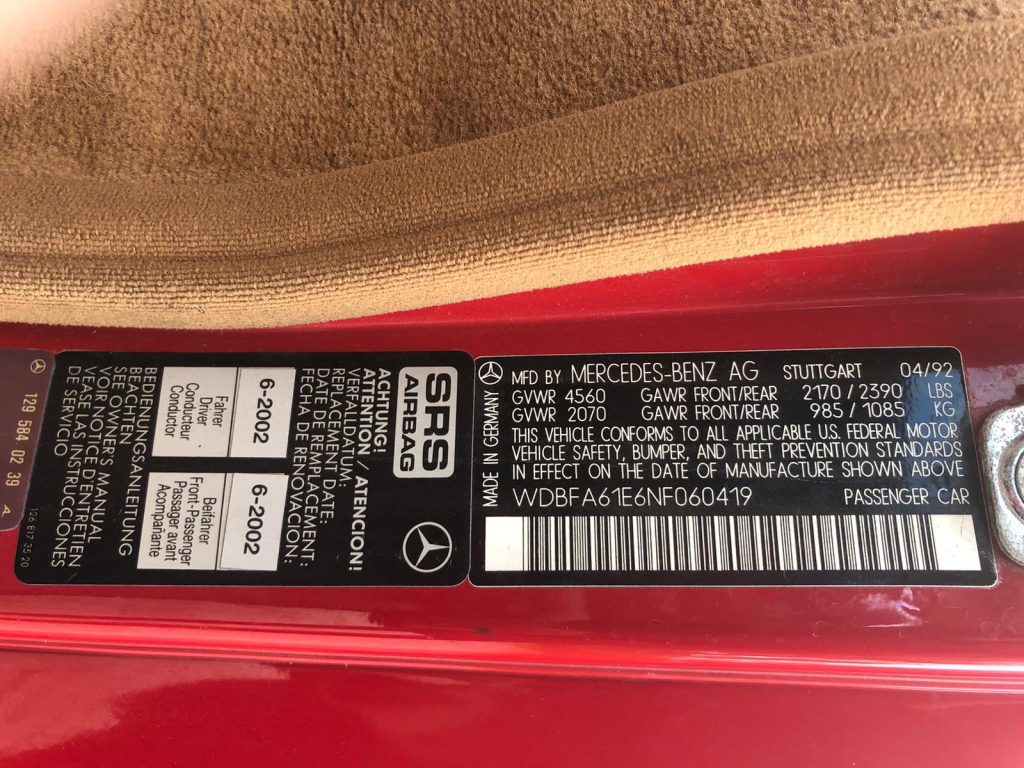 129 584 02 39 A
SRS
AIRBAG
ACHTUNG!
ATTENTION / ATENCION!
VERFALLDATUM:
REPLACEMENT DATE:
DATE DE REMPLACEMENT:
FECHA DE RENOVACION:
6-2002
6-2002
Fahrer
Driver
Conducteur
Conductor
Beifahrer
Front-Passenger
Passager avant
Acompañante
BEDIENUNGSANLEITUNG
BEACHTEN
SEE OWNER'S MANUAL
VOIR NOTICE D'ENTRETIEN
VEASE LAS INSTRUCCIONES
DE SERVICIO
126 817 35 20
MADE IN GERMANY
MFD BY MERCEDES-BENZ AG STUTTGART 04/92
GVWR 4560 GAWR FRONT/REAR 2170 / 2390 LBS
GVWR 2070 GAWR FRONT/REAR 985 / 1085 KG
THIS VEHICLE CONFORMS TO ALL APPLICABLE U.S. FEDERAL MOTOR
VEHICLE SAFETY, BUMPER, AND THEFT PREVENTION STANDARDS
IN EFFECT ON THE DATE OF MANUFACTURE SHOWN ABOVE
WDBFA61E6NF060419 PASSENGER CAR